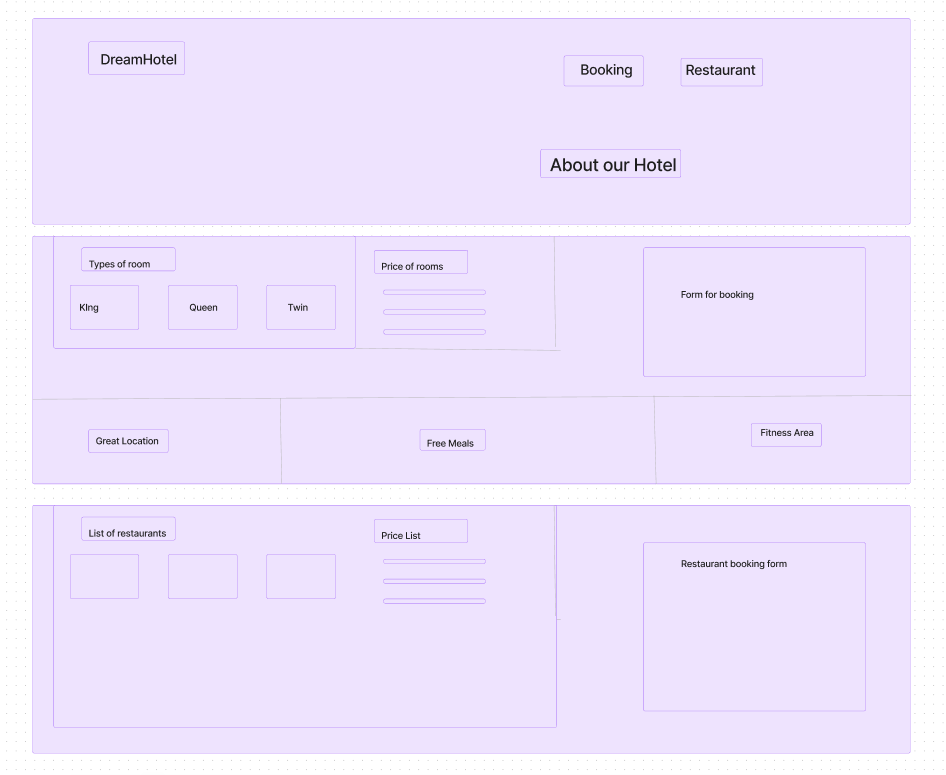 DreamHotel
Booking
Restaurant
About our Hotel
Types of room
KIng
Queen
Twin
Price of rooms
Form for booking
Great Location
Free Meals
Fitness Area
List of restaurants
Price List
Restaurant booking form